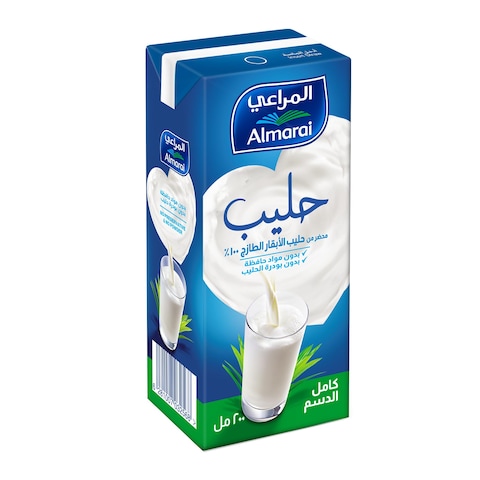 المراعي
Almarai
حليب
محضر من حليب الأبقار الطازج ١٠٠٪
✓ بدون مواد حافظة
✓ بدون بودرة الحليب
كامل
الدسم
٢٠٠ مل